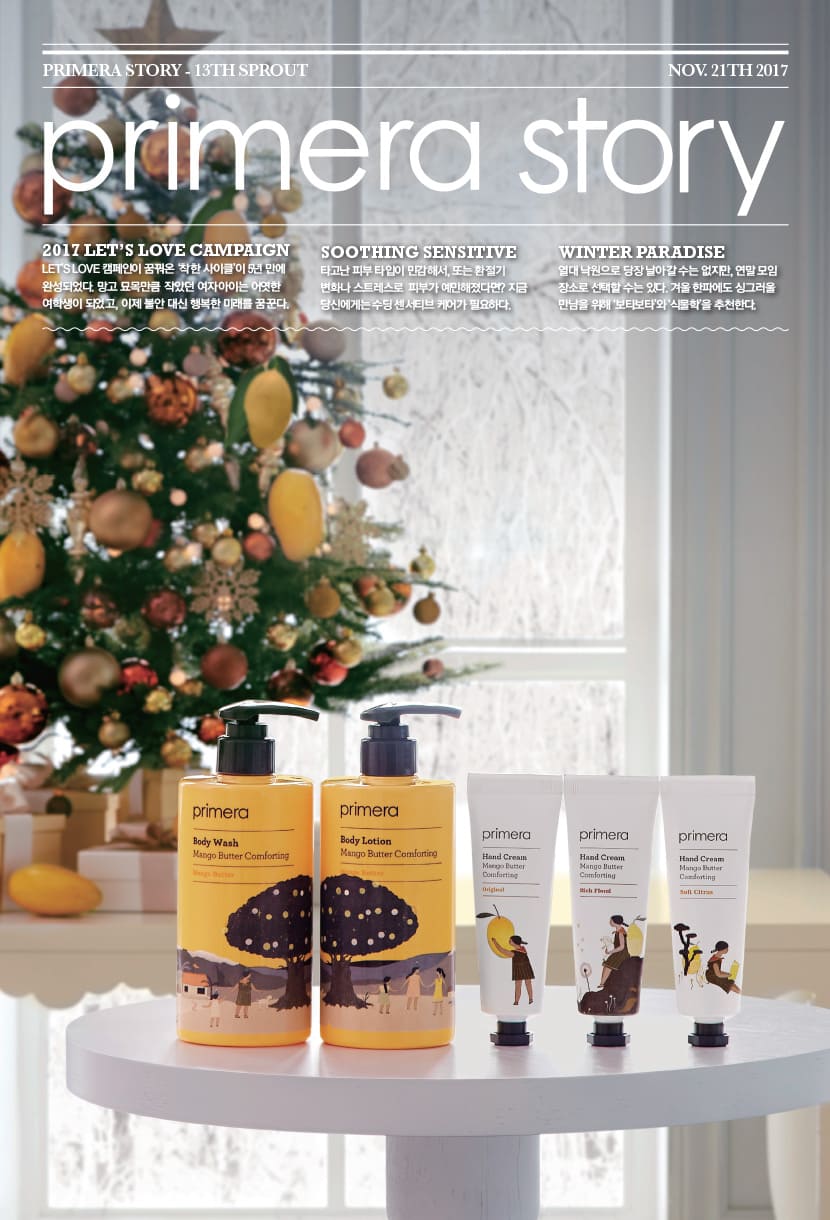 PRIMERA STORY - 13TH SPROUT
NOV. 21TH 2017
primera story
2017 LET'S LOVE CAMPAIGN
LET'S LOVE 캠페인이 꿈꿔온 '착한 사이클'이 5년 만에
완성되었다. 망고 묘목만큼 작았던 여자아이는 어엿한
여학생이 되었고, 이제 불안 대신 행복한 미래를 꿈꾼다.
SOOTHING SENSITIVE
타고난 피부 타입이 민감해서, 또는 환절기
변화나 스트레스로 피부가 예민해졌다면? 지금
당신에게는 수딩 센서티브 케어가 필요하다.
WINTER PARADISE
열대 낙원으로 당장 날아갈 수는 없지만, 연말 모임
장소로 선택할 수는 있다. 겨울 한파에도 싱그러울
만남을 위해 '보타보타'와 '식물학'을 추천한다.
primera
Body Wash
Mango Butter Comforting
Mango Butter
primera
Body Lotion
Mango Butter Comforting
Mango Butter
primera
Hand Cream
Mango Butter
Comforting
Original
primera
Hand Cream
Mango Butter
Comforting
Rich Floral
primera
Hand Cream
Mango Butter
Comforting
Soft Citrus